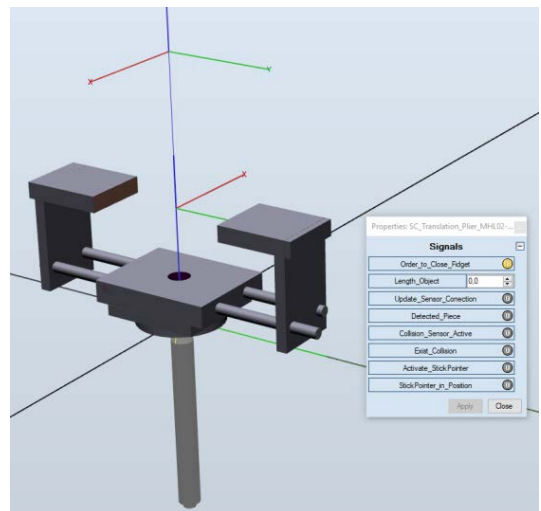 X
Y
X
Properties: SC_Translation_Plier_MHL02-...
Signals
Order_to_Close_Fidget
Length_Object 0,0
Update_Sensor_Conection
Detected_Piece
Collision_Sensor_Active
Exist_Collision
Activate_StickPointer
StickPointer_in_Position
Apply Close